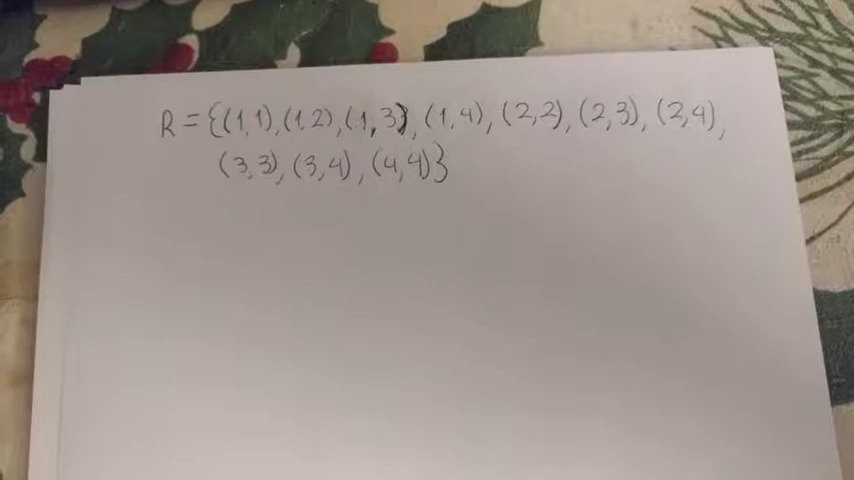 R = {(1,1), (1,2), (1,3), (1,4), (2,2), (2,3), (2,4),
(3,3), (3,4), (4,4)}